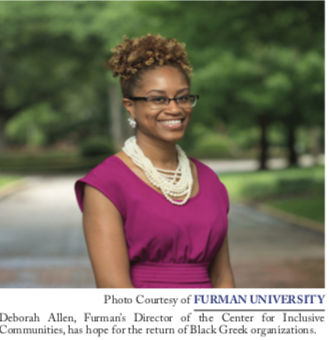 Photo Courtesy of FURMAN UNIVERSITY
Deborah Allen, Furman's Director of the Center for Inclusive
Communities, has hope for the return of Black Greek organizations.